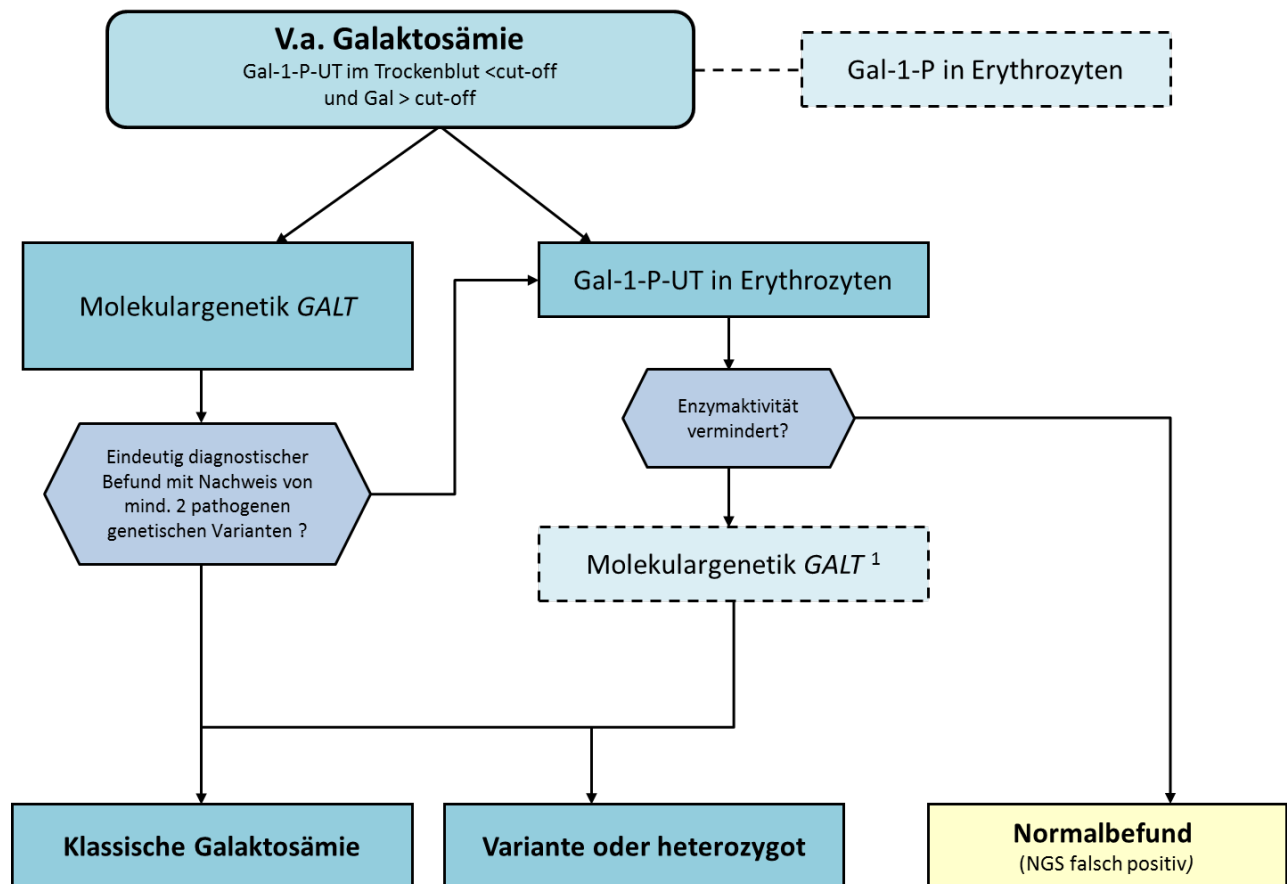 V.a. Galaktosämie
Gal-1-P-UT im Trockenblut <cut-off
und Gal > cut-off
Gal-1-P in Erythrozyten
Molekulargenetik GALT
Gal-1-P-UT in Erythrozyten
Eindeutig diagnostischer
Befund mit Nachweis von
mind. 2 pathogenen
genetischen Varianten ?
Enzymaktivität
vermindert?
Molekulargenetik GALT ¹
Klassische Galaktosämie
Variante oder heterozygot
Normalbefund
(NGS falsch positiv)